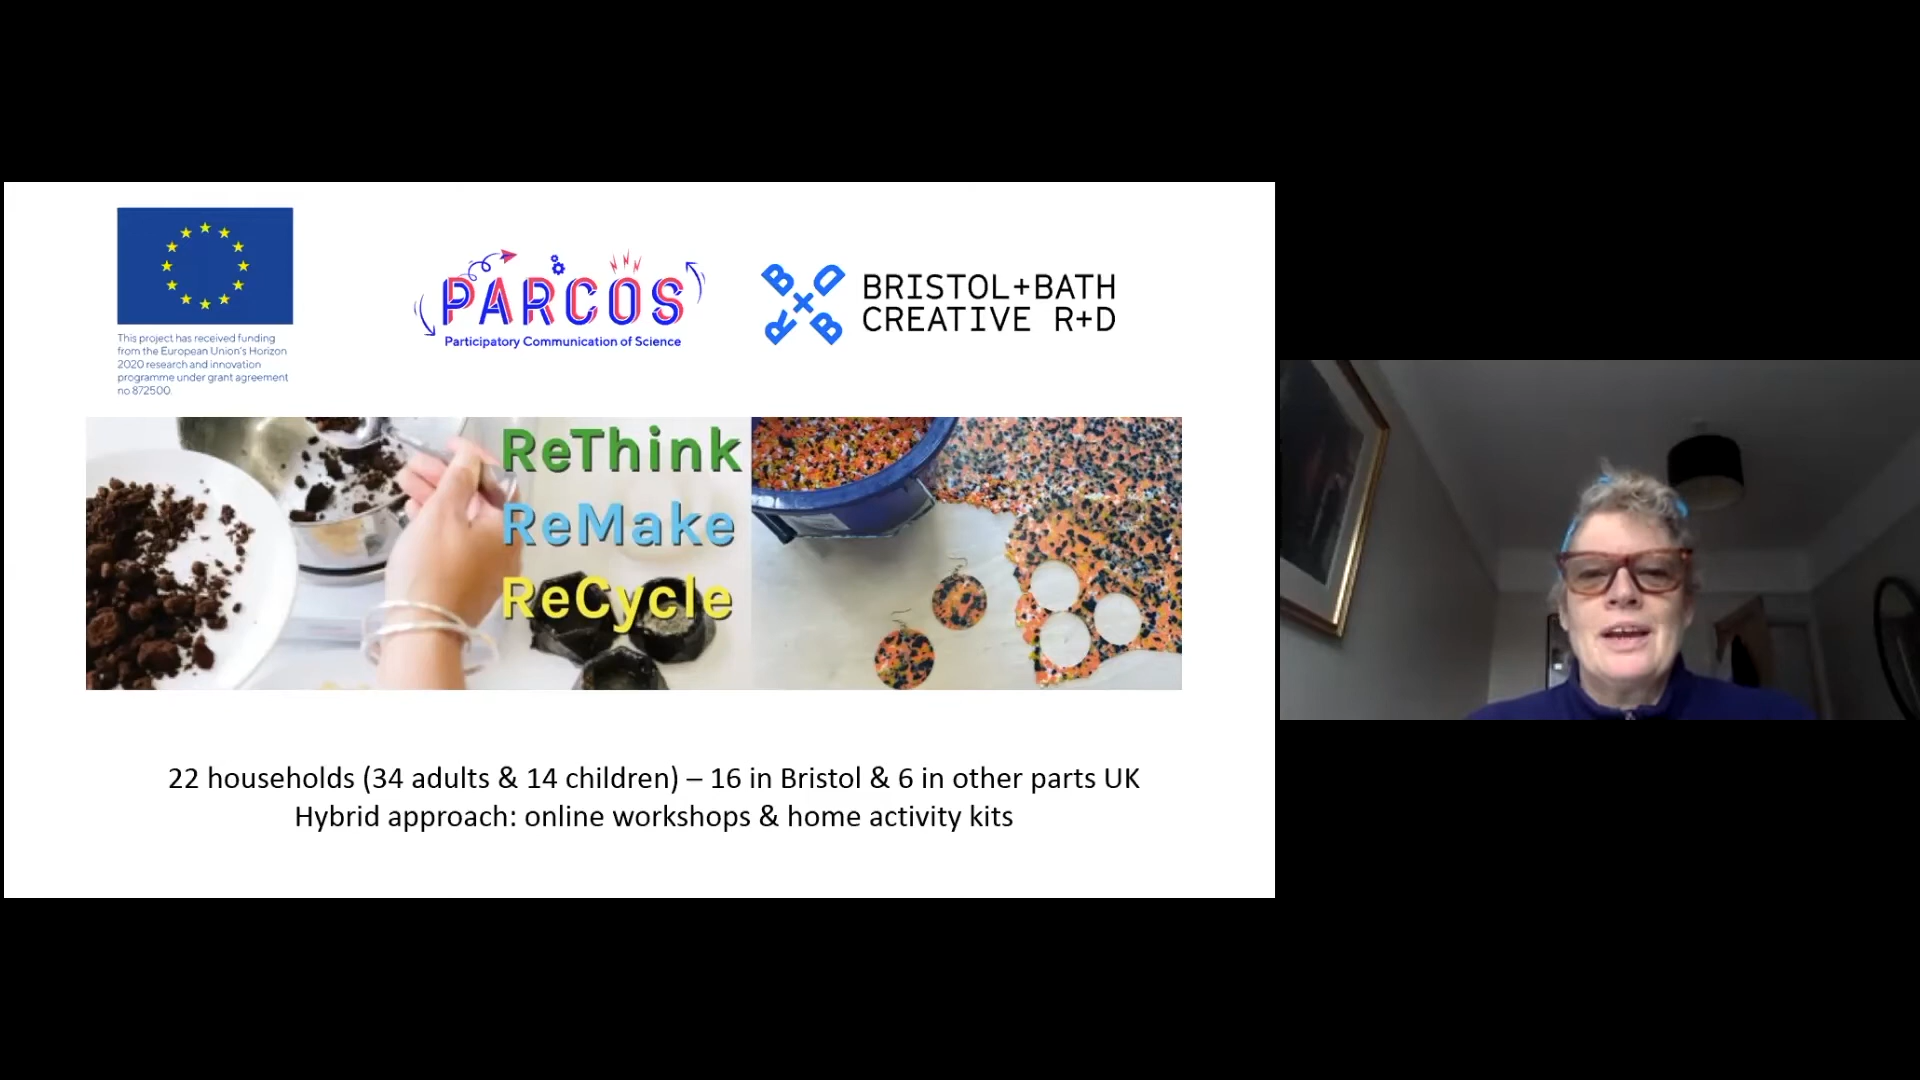 This project has received funding
from the European Union's Horizon
2020 research and innovation
programme under grant agreement
no 872500.
PARCOS
Participatory Communication of Science
B D R B
BRISTOL+BATH
CREATIVE R+D
ReThink
ReMake
ReCycle
22 households (34 adults & 14 children) – 16 in Bristol & 6 in other parts UK
Hybrid approach: online workshops & home activity kits